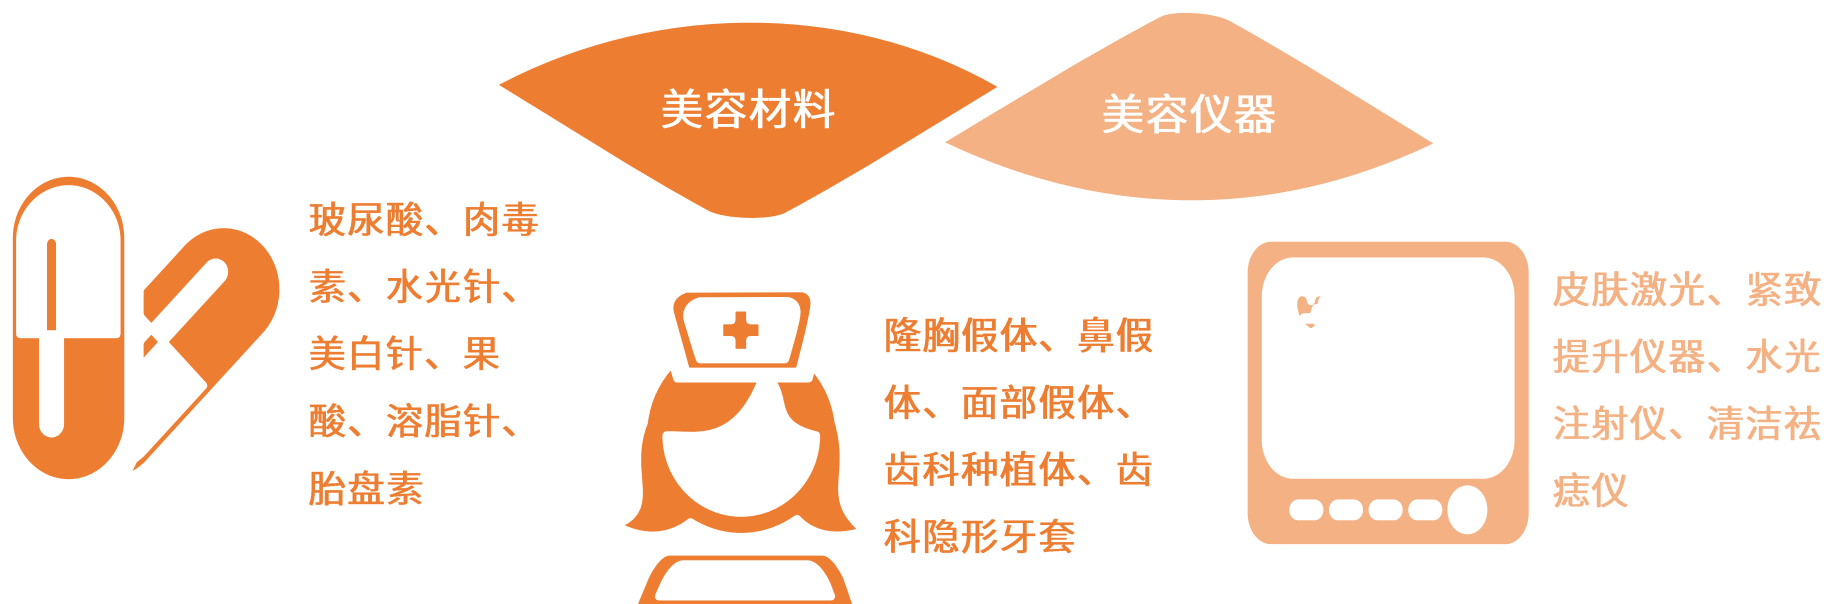 美容材料
美容仪器
玻尿酸、肉毒
素、水光针、
美白针、果
酸、溶脂针、
胎盘素
隆胸假体、鼻假
体、面部假体、
齿科种植体、齿
科隐形牙套
皮肤激光、紧致
提升仪器、水光
注射仪、清洁祛
痣仪